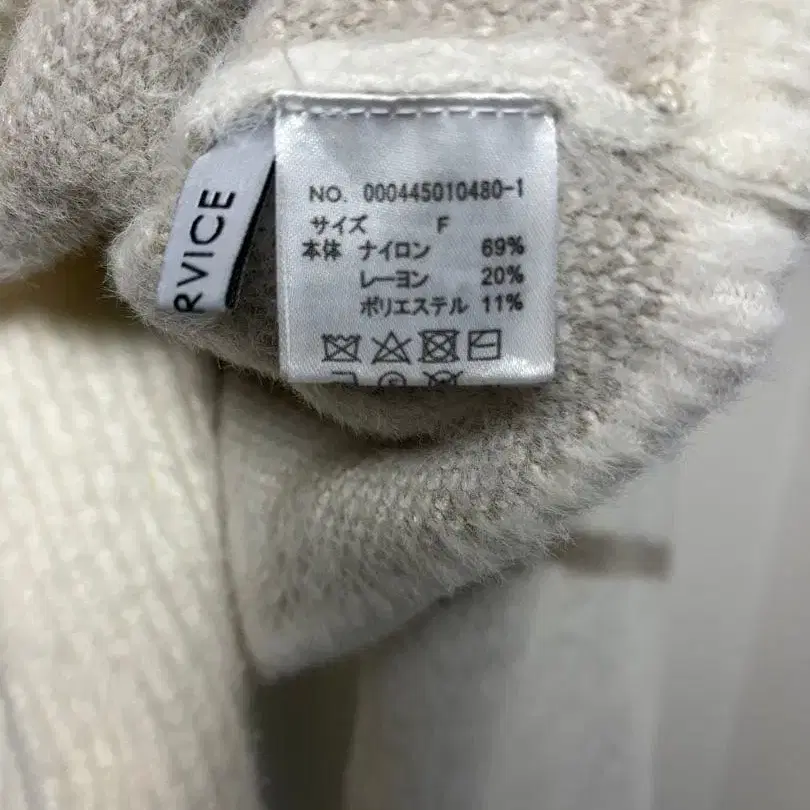 RVICE
NO. 000445010480-1
サイズ F
本体 ナイロン 69%
レーヨン 20%
ポリエステル 11%